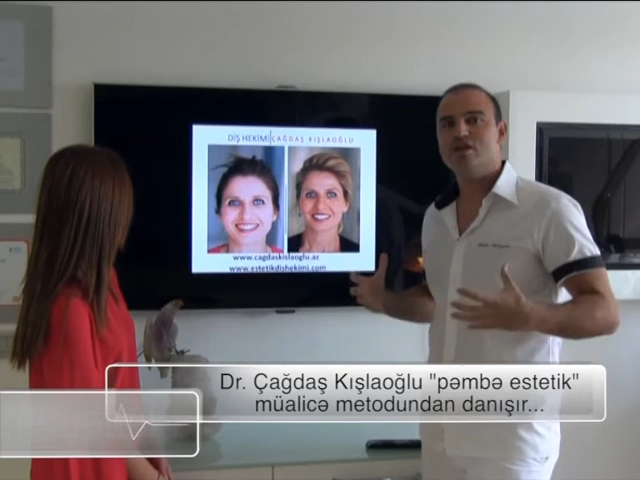 DİŞ HEKİMİ ÇAĞDAŞ KIŞLAOĞLU
www.cagdaskislaoglu.az
www.estetikdishekimi.com
Dr. Çağdaş Kışlaoğlu "pəmbə estetik"
müalicə metodundan danışır...